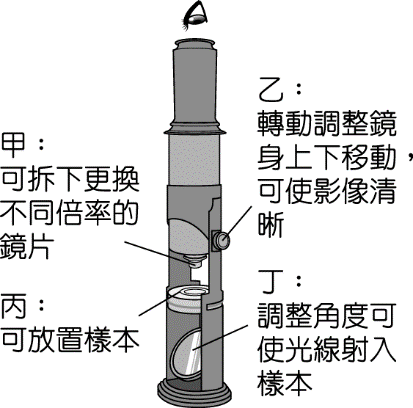 甲：
可拆下更換
不同倍率的
鏡片
乙：
轉動調整鏡
身上下移動，
可使影像清
晰
丙：
可放置樣本
丁：
調整角度可
使光線射入
樣本